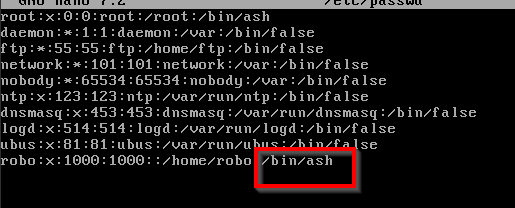 GNU nano 7.2 /etc/passwd
root:x:0:0:root:/root:/bin/ash
daemon:*:1:1:daemon:/var:/bin/false
ftp:*:55:55:ftp:/home/ftp:/bin/false
network:*:101:101:network:/var:/bin/false
nobody:*:65534:65534:nobody:/var:/bin/false
ntp:x:123:123:ntp:/var/run/ntp:/bin/false
dnsmasq:x:453:453:dnsmasq:/var/run/dnsmasq:/bin/false
logd:x:514:514:logd:/var/run/logd:/bin/false
ubus:x:81:81:ubus:/var/run/ubus:/bin/false
robo:x:1000:1000::/home/robo:/bin/ash